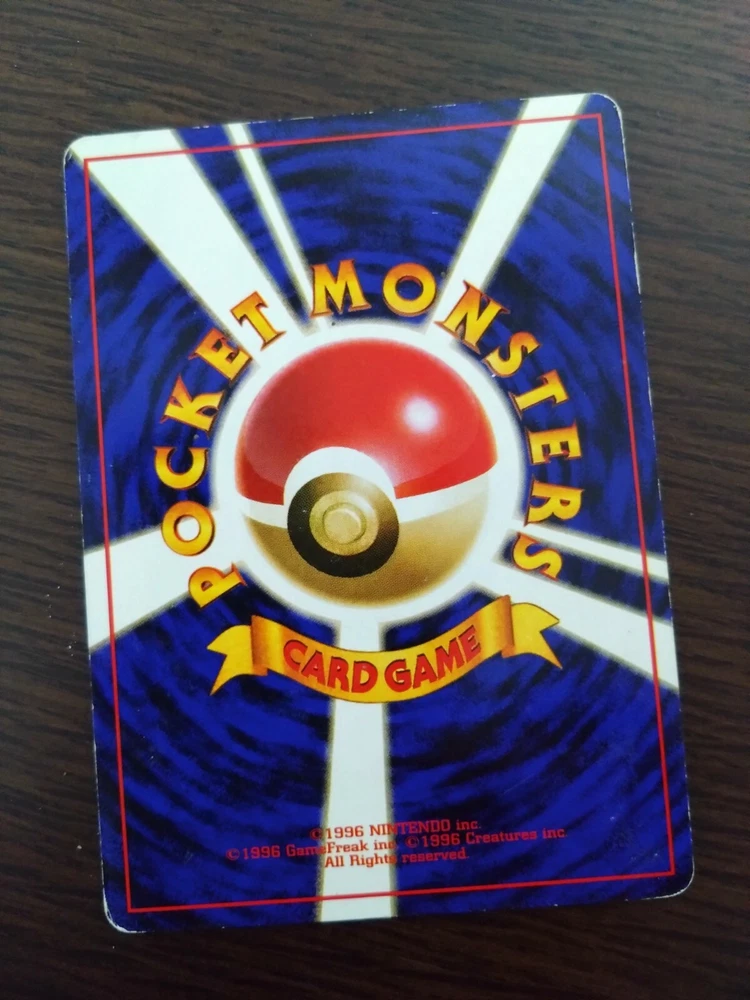 POCKET MONSTERS
CARD GAME
©1996 NINTENDO inc.
©1996 GameFreak inc. ©1996 Creatures inc.
All Rights reserved.